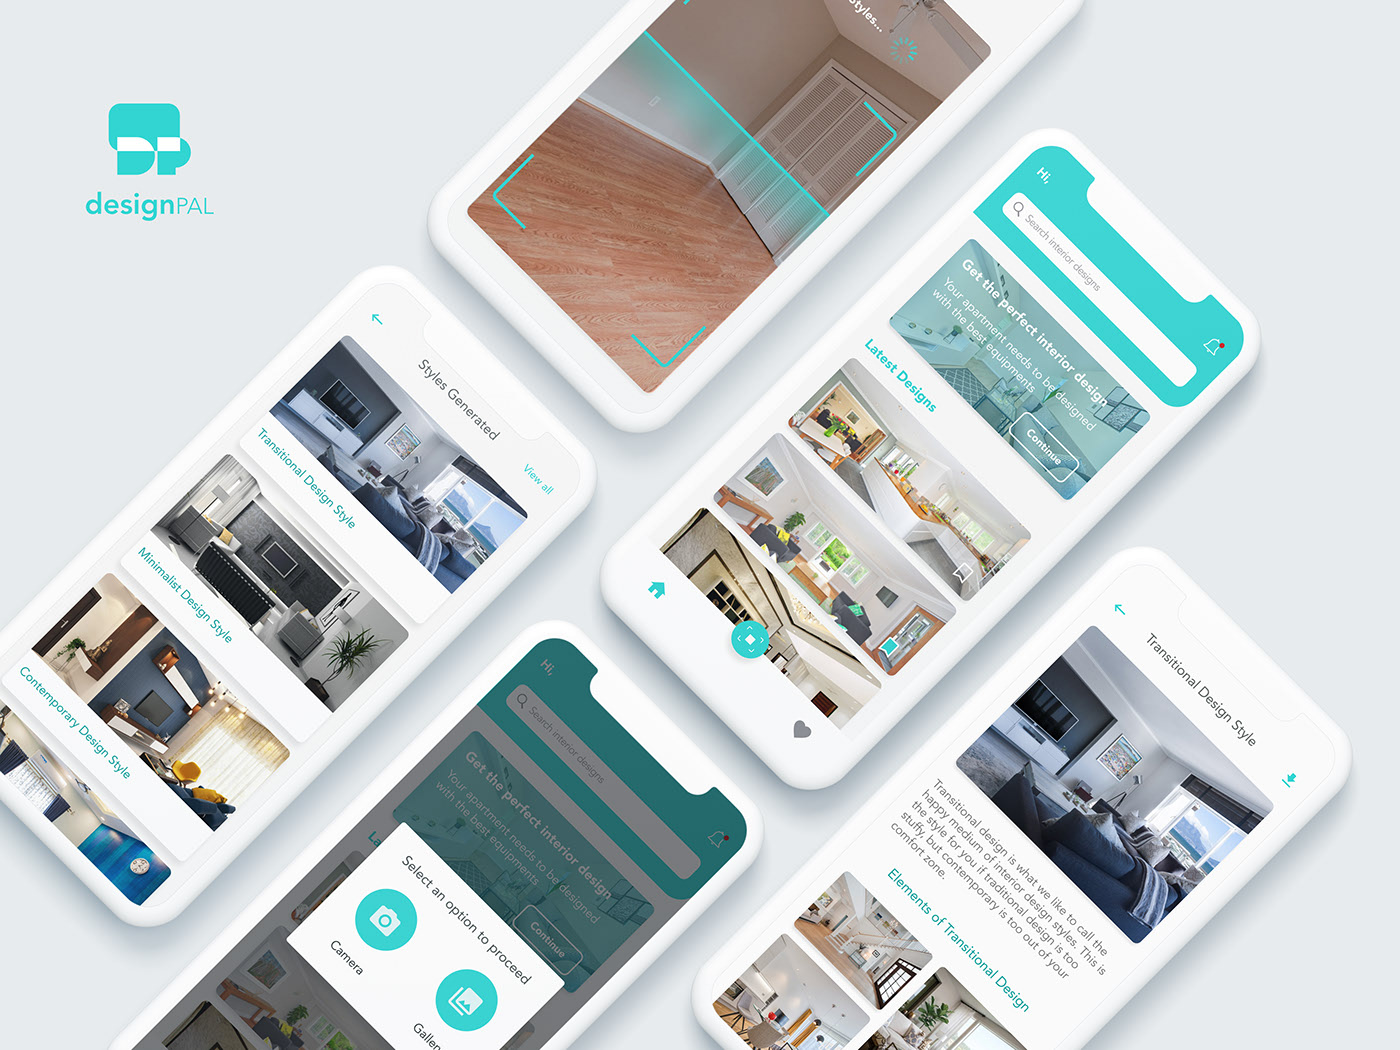 DP
designPAL
tyles...
Hi,
Search interior designs
Get the perfect interior design
Your apartment needs to be designed
with the best equipments
Continue
Latest Designs
Styles Generated
View all
Transitional Design Style
Minimalist Design Style
Contemporary Design Style
Hi,
Search interior designs
Get the perfect interior design
Your apartment needs to be designed
with the best equipments
Continue
La
Select an option to proceed
Camera
Galler
Transitional Design Style
Transitional design is what we like to call the
happy medium of interior design styles. This is
the style for you if traditional design is too
stuffy, but contemporary is too out of your
comfort zone.
Elements of Transitional Design